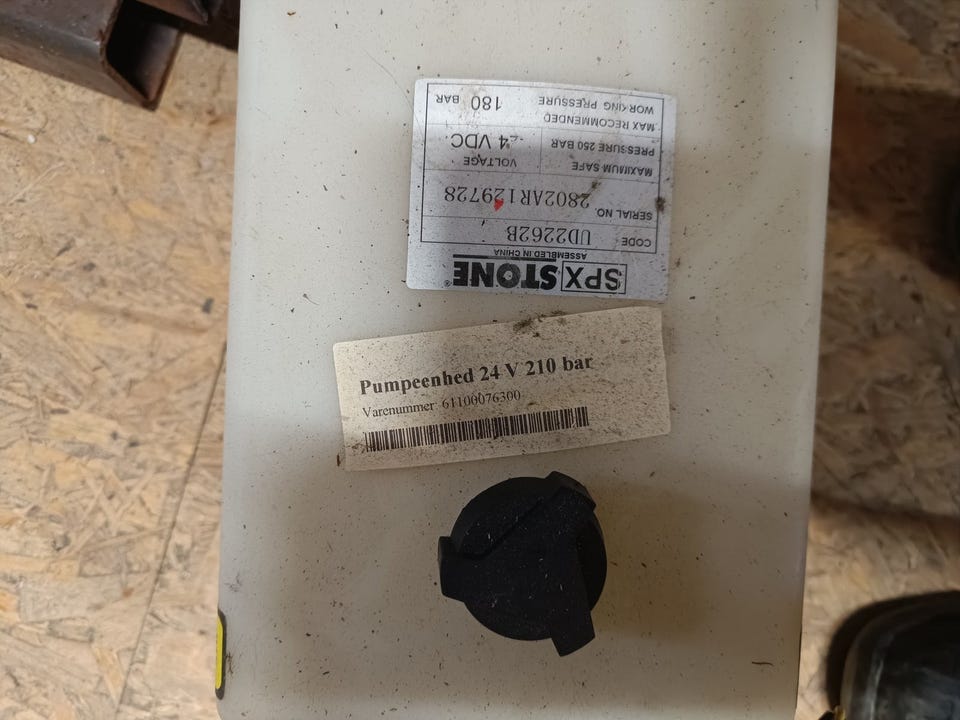 SPX STONE®
ASSEMBLED IN CHINA
CODE UD2262B
SERIAL NO. 2802AR129728
MAXIMUM SAFE VOLTAGE
PRESSURE 250 BAR 24 VDC
MAX RECOMMENDED
WORKING PRESSURE 180 BAR
Pumpeenhed 24 V 210 bar
Varenummer: 61100076300